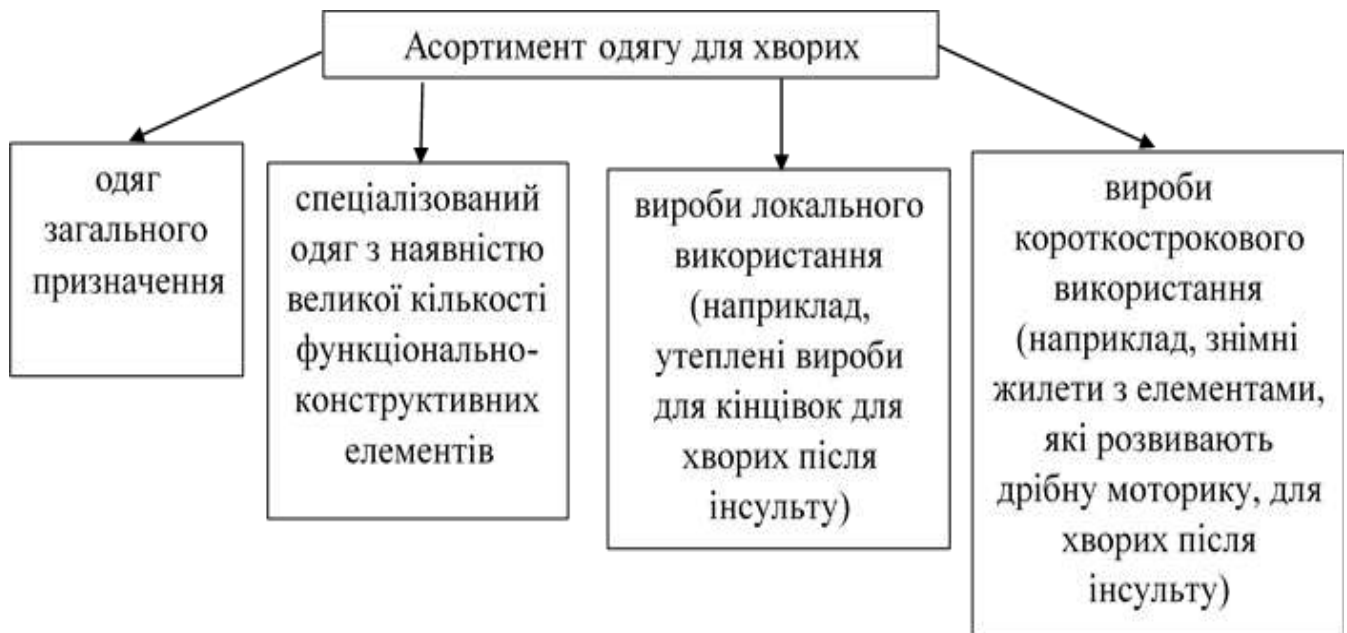 Асортимент одягу для хворих
одяг
загального
призначення
спеціалізований
одяг з наявністю
великої кількості
функціонально-
конструктивних
елементів
вироби локального
використання
(наприклад,
утеплені вироби
для кінцівок для
хворих після
інсульту)
вироби
короткострокового
використання
(наприклад, знімні
жилети з елементами,
які розвивають
дрібну моторику, для
хворих після
інсульту)